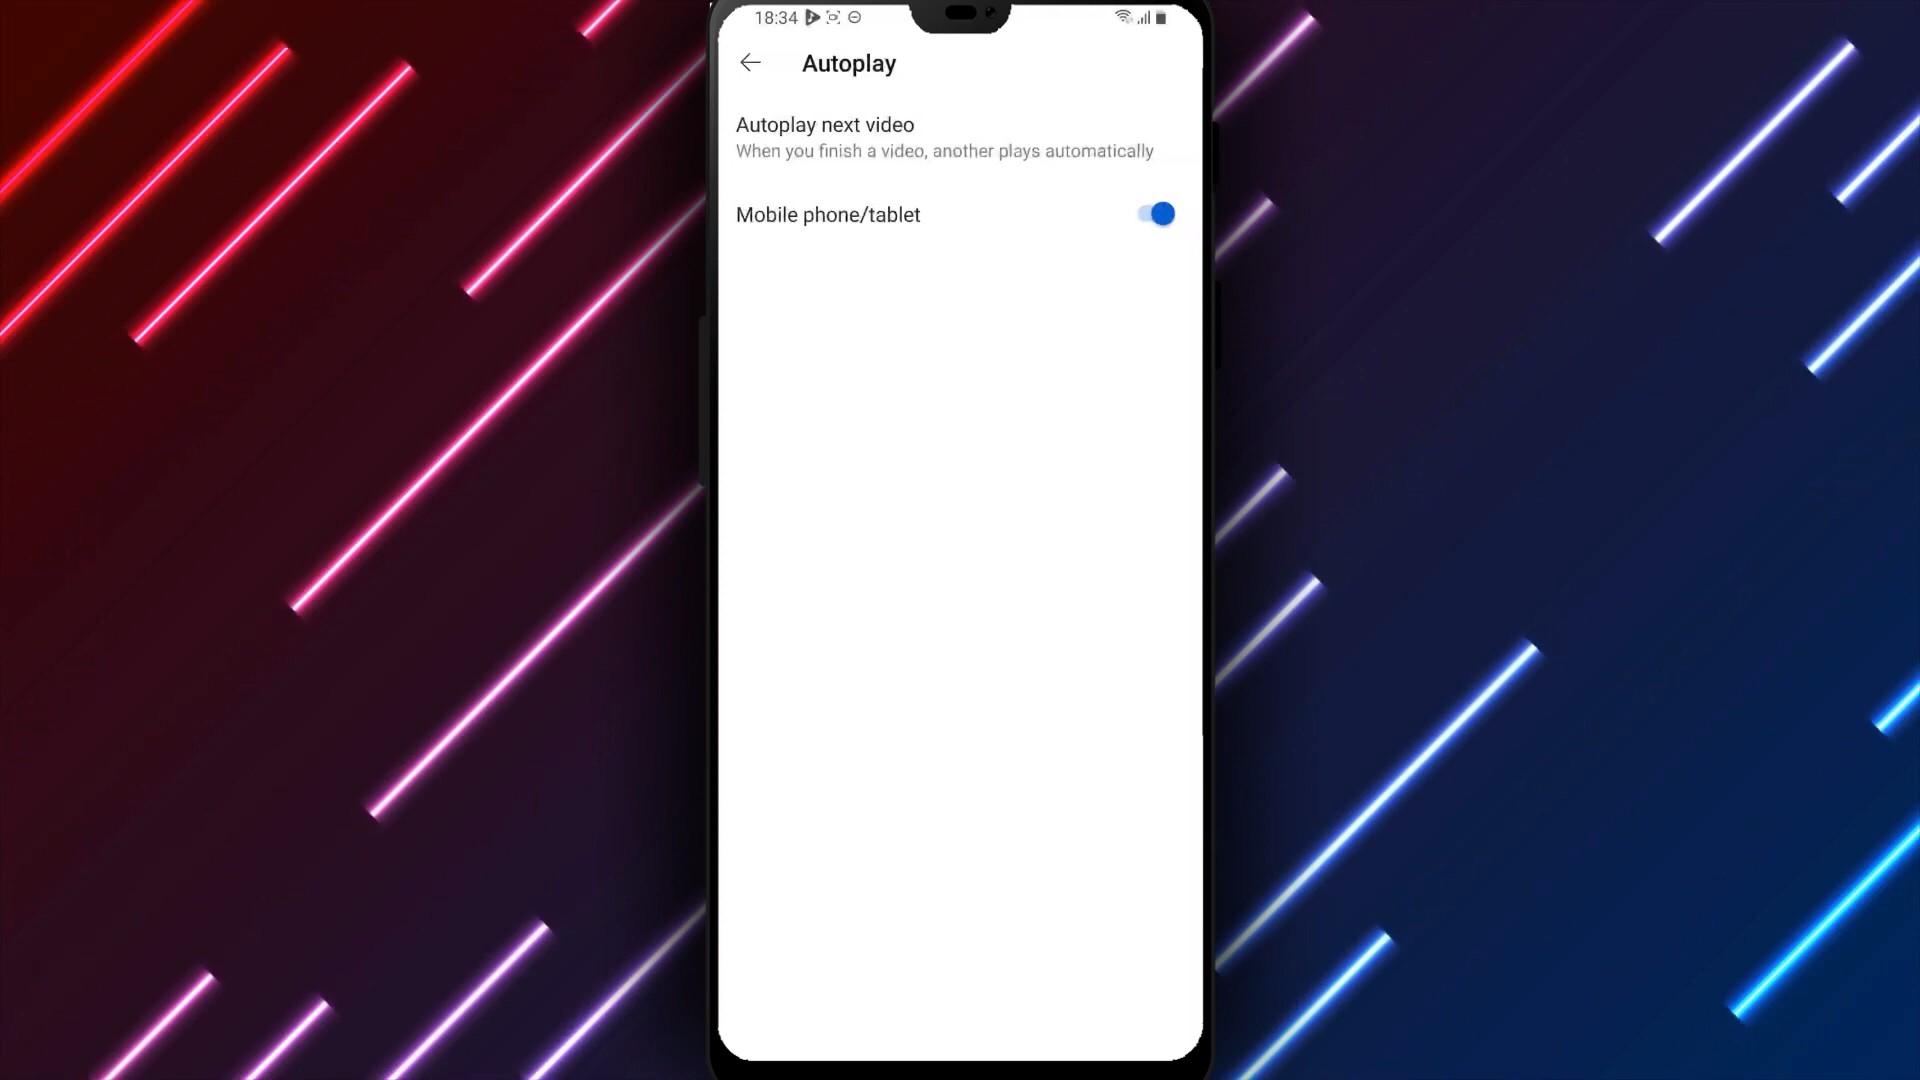 18:34
Autoplay
Autoplay next video
When you finish a video, another plays automatically
Mobile phone/tablet